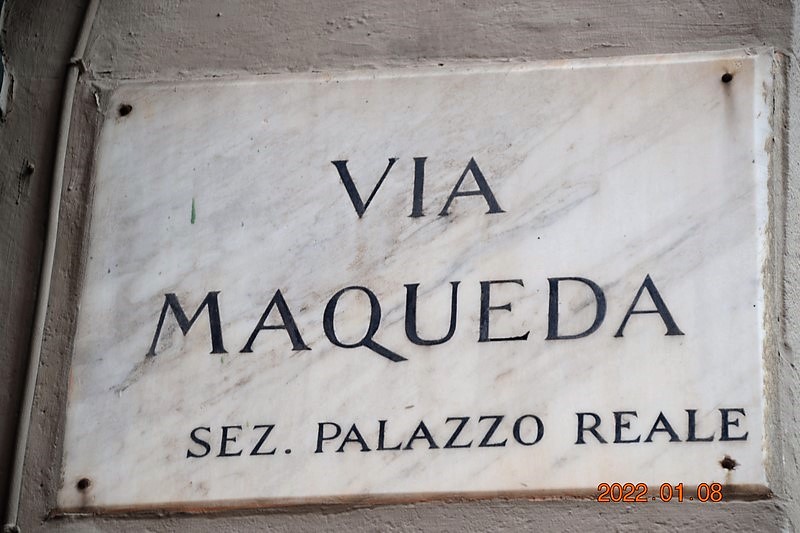 VIA
MAQUEDA
SEZ. PALAZZO REALE
2022.01.08